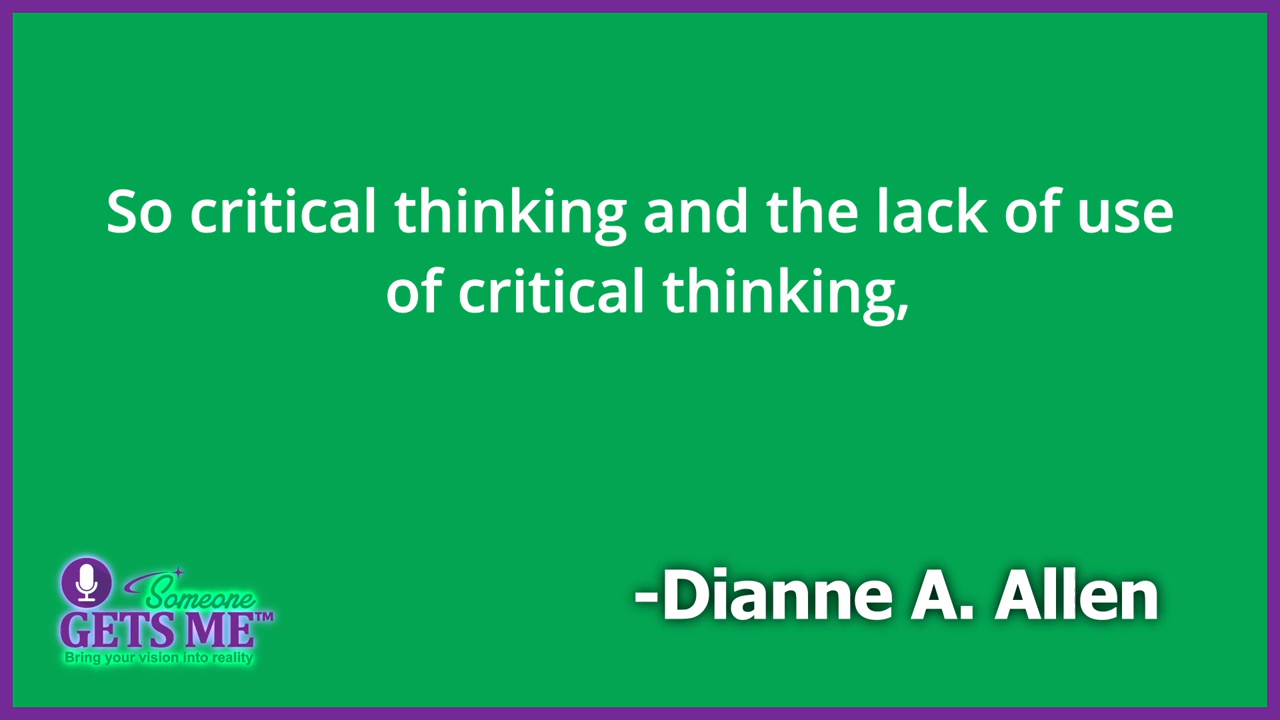 So critical thinking and the lack of use
of critical thinking,
-Dianne A. Allen
Someone
GETS ME™
Bring your vision into reality